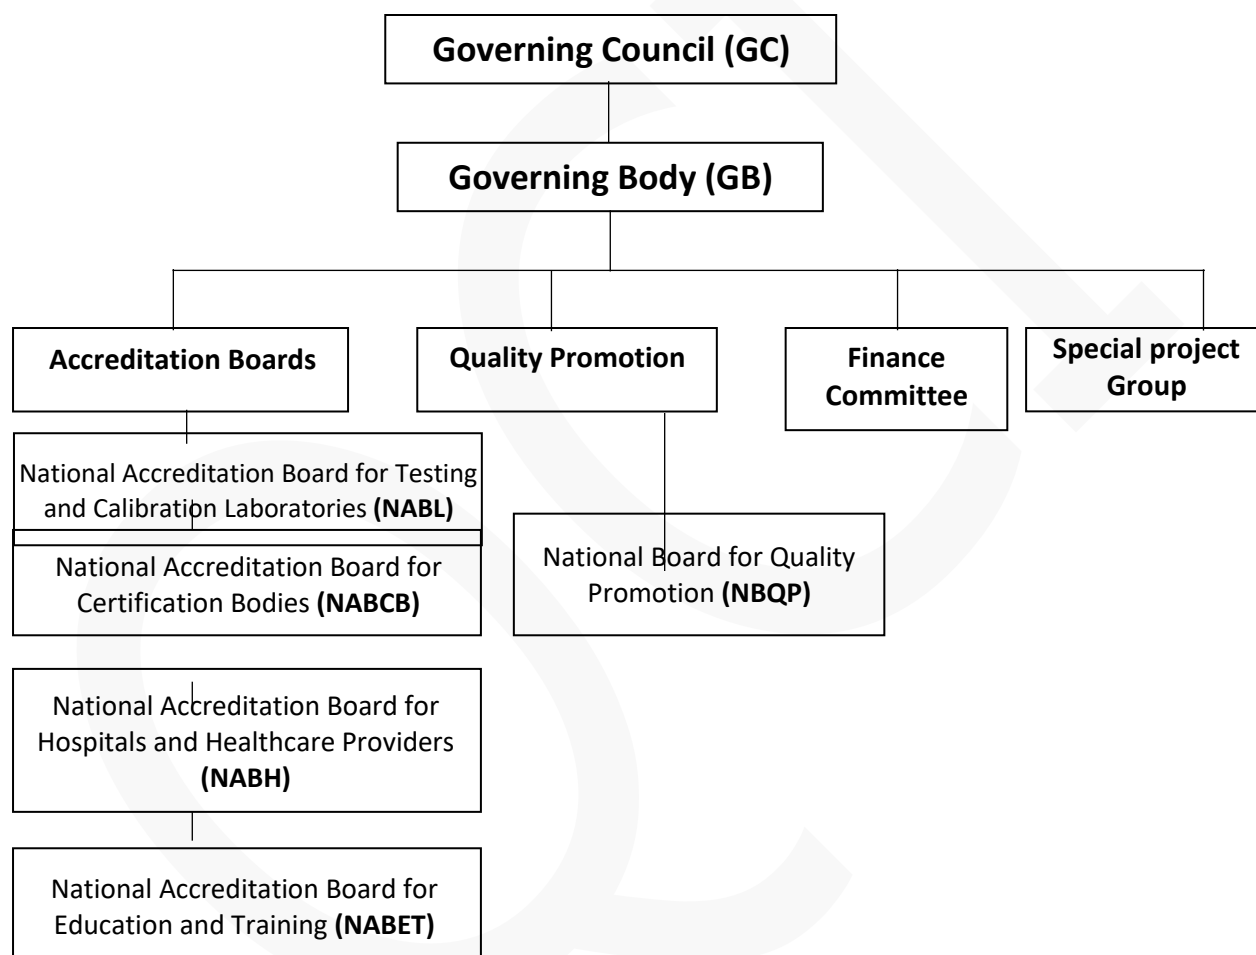 Governing Council (GC)
Governing Body (GB)
Accreditation Boards
Quality Promotion
Finance
Committee
Special project
Group
National Accreditation Board for Testing
and Calibration Laboratories (NABL)
National Accreditation Board for
Certification Bodies (NABCB)
National Board for Quality
Promotion (NBQP)
National Accreditation Board for
Hospitals and Healthcare Providers
(NABH)
National Accreditation Board for
Education and Training (NABET)